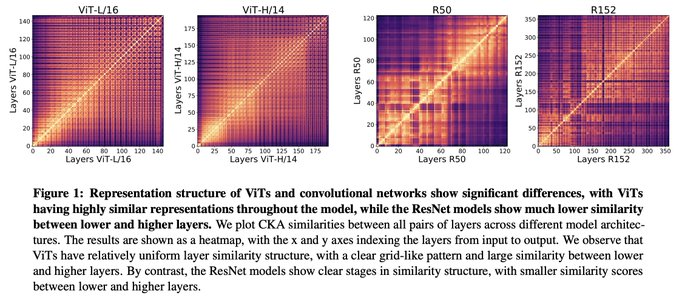 ViT-L/16
Layers ViT-L/16
0 20 40 60 80 100 120 140
0 20 40 60 80 100 120 140
Layers ViT-L/16
ViT-H/14
Layers ViT-H/14
0 25 50 75 100 125 150 175
0 25 50 75 100 125 150 175
Layers ViT-H/14
R50
Layers R50
0 20 40 60 80 100 120
0 20 40 60 80 100 120
Layers R50
R152
Layers R152
0 50 100 150 200 250 300 350
0 50 100 150 200 250 300 350
Layers R152
Figure 1: Representation structure of ViTs and convolutional networks show significant differences, with ViTs
having highly similar representations throughout the model, while the ResNet models show much lower similarity
between lower and higher layers. We plot CKA similarities between all pairs of layers across different model architec-
tures. The results are shown as a heatmap, with the x and y axes indexing the layers from input to output. We observe that
ViTs have relatively uniform layer similarity structure, with a clear grid-like pattern and large similarity between lower
and higher layers. By contrast, the ResNet models show clear stages in similarity structure, with smaller similarity scores
between lower and higher layers.